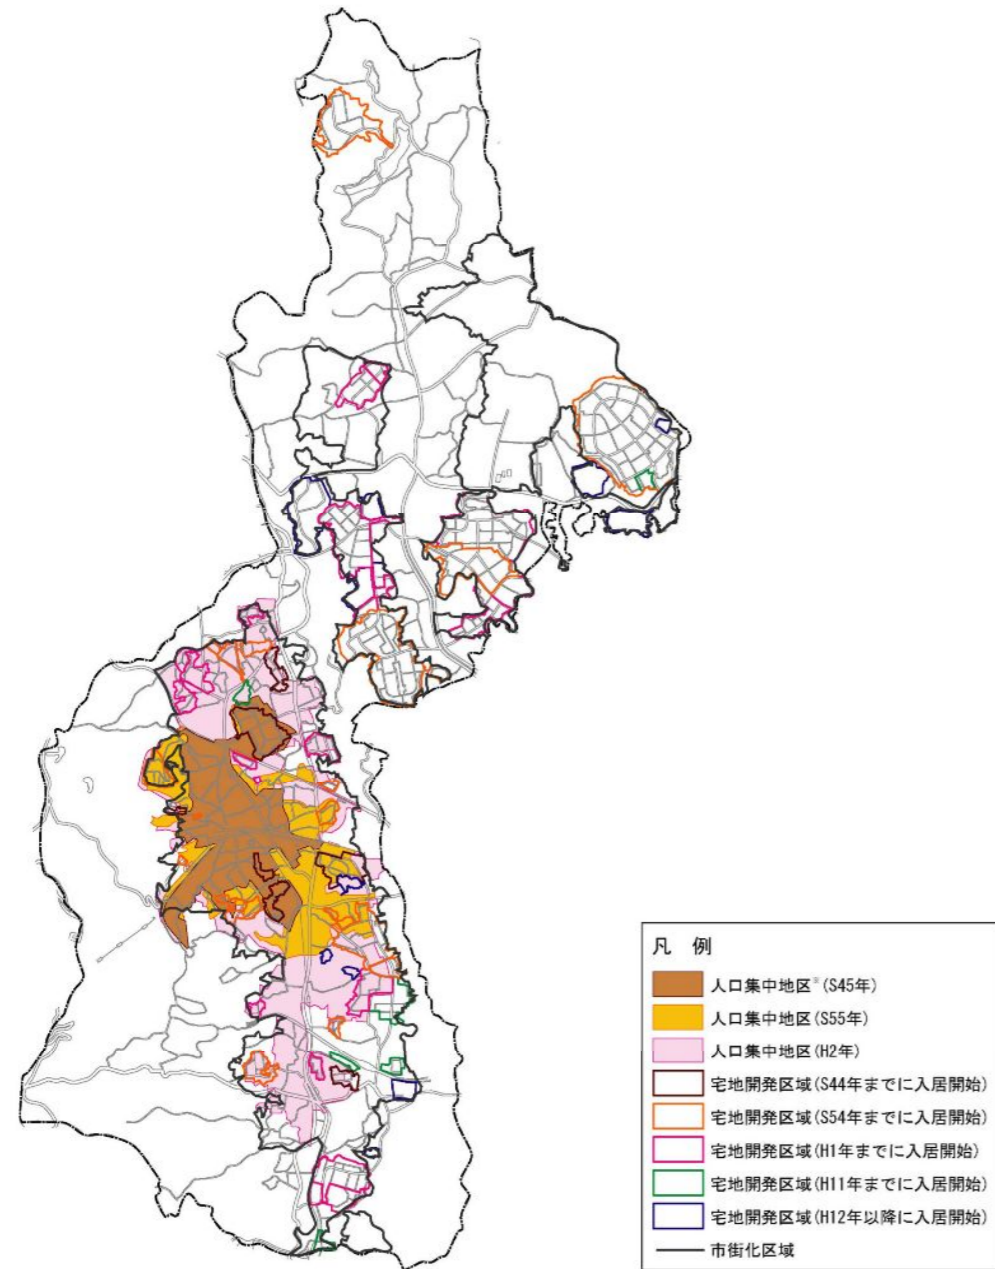 凡 例
人口集中地区※(S45年)
人口集中地区(S55年)
人口集中地区(H2年)
宅地開発区域(S44年までに入居開始)
宅地開発区域(S54年までに入居開始)
宅地開発区域(H1年までに入居開始)
宅地開発区域(H11年までに入居開始)
宅地開発区域(H12年以降に入居開始)
市街化区域